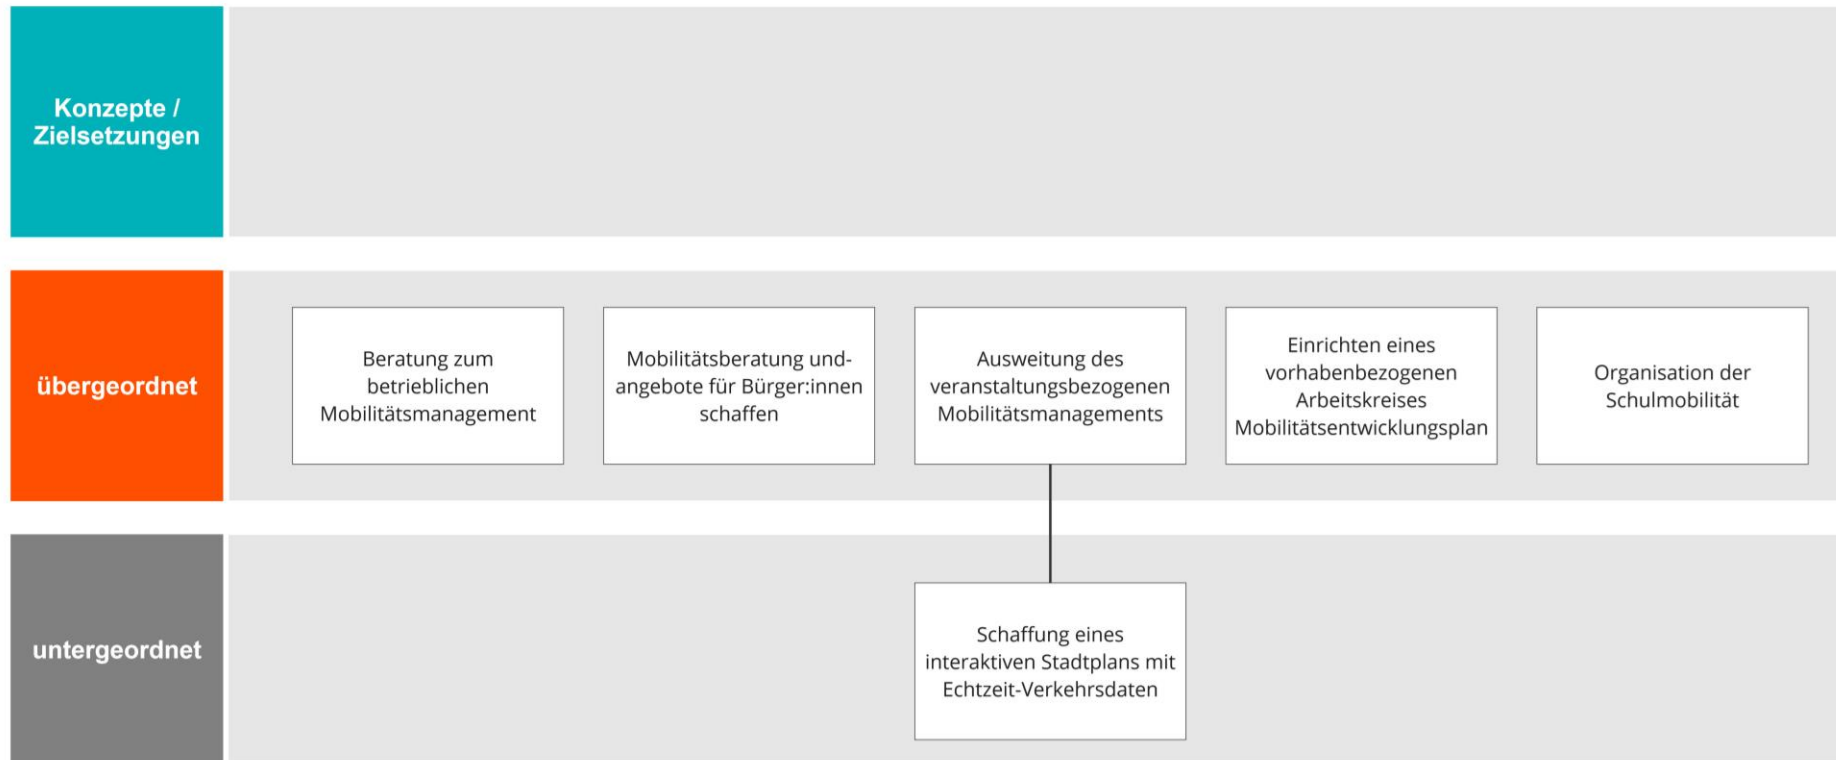 Konzepte /
Zielsetzungen
übergeordnet
Beratung zum
betrieblichen
Mobilitätsmanagement
Mobilitätsberatung und-
angebote für Bürger:innen
schaffen
Ausweitung des
veranstaltungsbezogenen
Mobilitätsmanagements
Einrichten eines
vorhabenbezogenen
Arbeitskreises
Mobilitätsentwicklungsplan
Organisation der
Schulmobilität
untergeordnet
Schaffung eines
interaktiven Stadtplans mit
Echtzeit-Verkehrsdaten